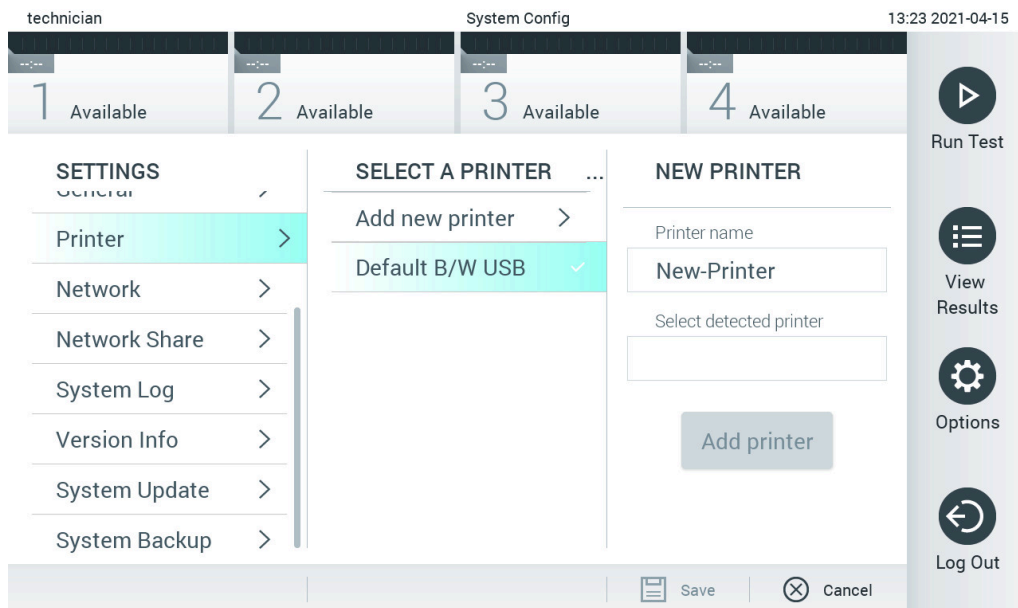 technician
System Config
13:23 2021-04-15
--:--
--:--
--:--
--:--
1 Available
2 Available
3 Available
4 Available
SETTINGS
General
Printer
Network
Network Share
System Log
Version Info
System Update
System Backup
SELECT A PRINTER ...
Add new printer
Default B/W USB
NEW PRINTER
Printer name
New-Printer
Select detected printer
Add printer
Run Test
View
Results
Options
Log Out
Save
Cancel